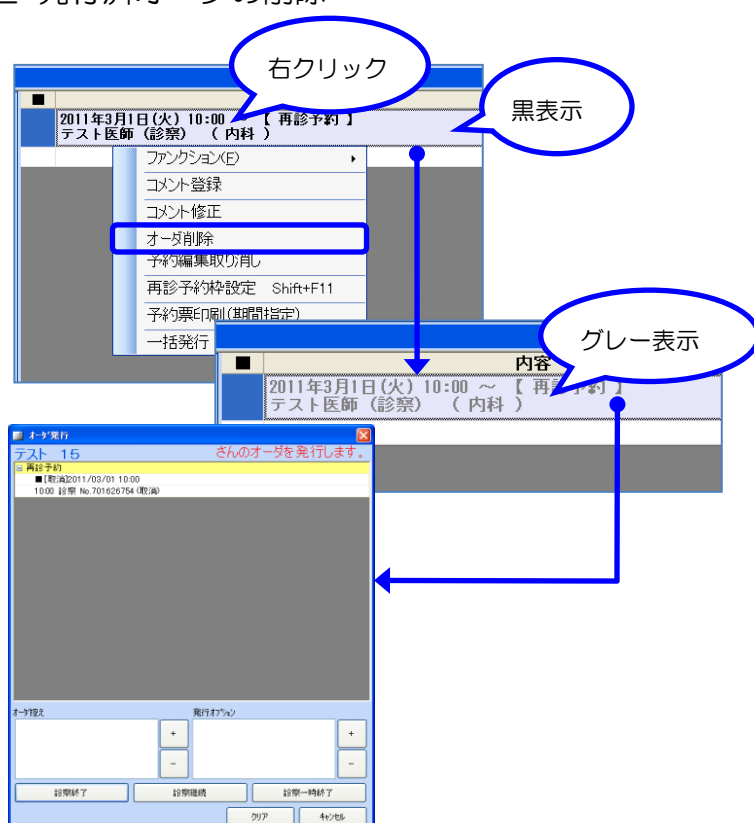 発行済オーダの削除
右クリック
黒表示
■
2011年3月1日(火) 10:00 ～ 【 再診予約 】
テスト医師 (診察) ( 内科 )
ファンクション(F)
コメント登録
コメント修正
オーダ削除
予約編集取り消し
再診予約枠設定 Shift+F11
予約票印刷(期間指定)
一括発行
グレー表示
■ 内容
2011年3月1日(火) 10:00 ～ 【 再診予約 】
テスト医師 (診察) ( 内科 )
オーダ発行
テスト 15 さんのオーダを発行します.
再診予約
■[取消]2011/03/01 10:00
10:00 診察 No.701626754 (取消)
オーダ控え 発行オプション
+ +
− −
診察終了 診察継続 診察一時終了
クリア キャンセル